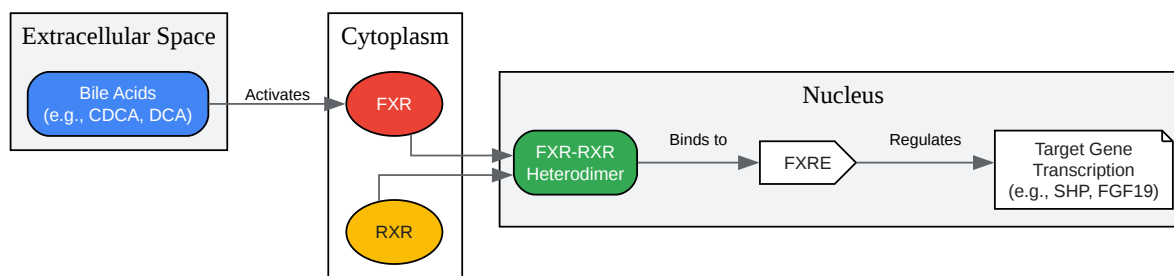 Extracellular Space
Bile Acids
(e.g., CDCA, DCA)
Activates
Cytoplasm
FXR
RXR
Nucleus
FXR-RXR
Heterodimer
Binds to
FXRE
Regulates
Target Gene
Transcription
(e.g., SHP, FGF19)